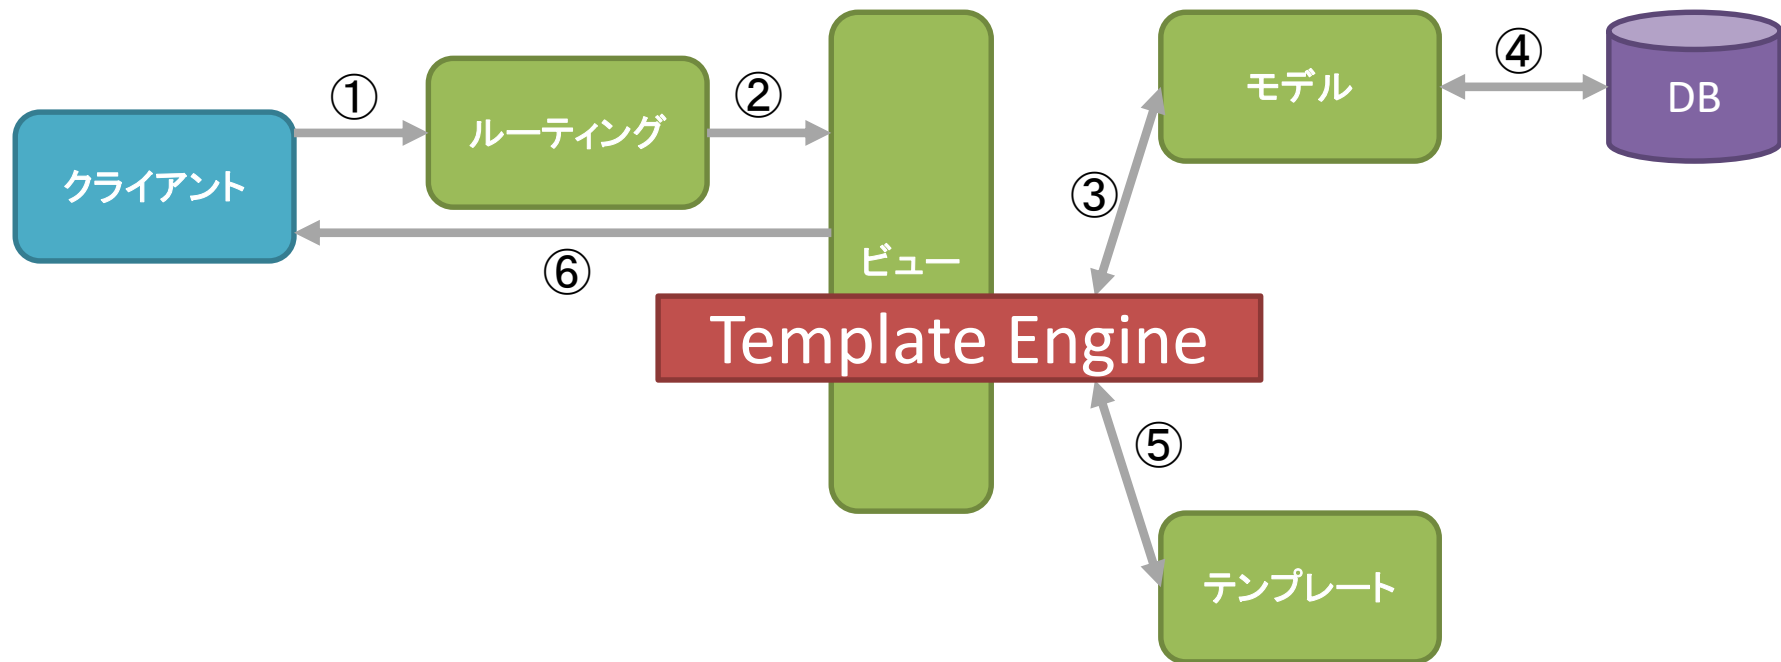 クライアント
①
ルーティング
②
ビュー
Template Engine
③
モデル
④
DB
⑤
テンプレート
⑥